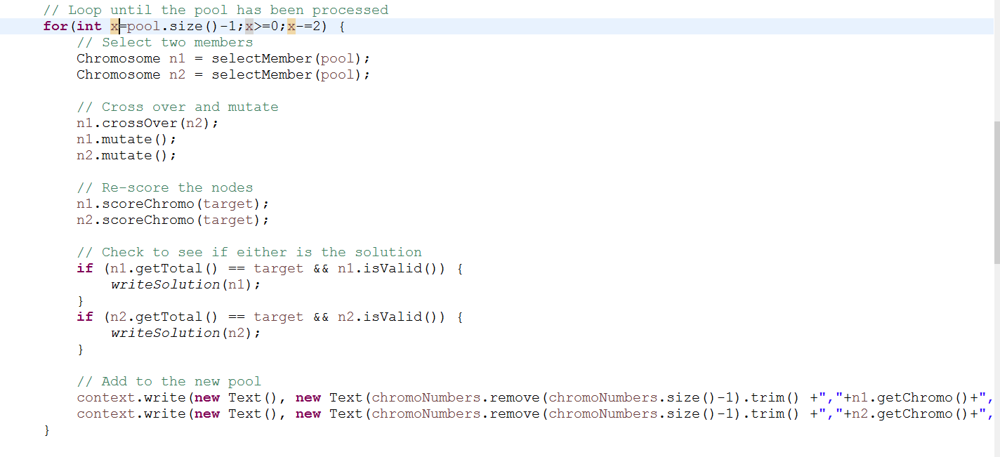 // Loop until the pool has been processed
for(int x=pool.size()-1;x>=0;x-=2) {
// Select two members
Chromosome n1 = selectMember(pool);
Chromosome n2 = selectMember(pool);
// Cross over and mutate
n1.crossOver(n2);
n1.mutate();
n2.mutate();
// Re-score the nodes
n1.scoreChromo(target);
n2.scoreChromo(target);
// Check to see if either is the solution
if (n1.getTotal() == target && n1.isValid()) {
writeSolution(n1);
}
if (n2.getTotal() == target && n2.isValid()) {
writeSolution(n2);
}
// Add to the new pool
context.write(new Text(), new Text(chromoNumbers.remove(chromoNumbers.size()-1).trim() +","+n1.getChromo()+",
context.write(new Text(), new Text(chromoNumbers.remove(chromoNumbers.size()-1).trim() +","+n2.getChromo()+",
}